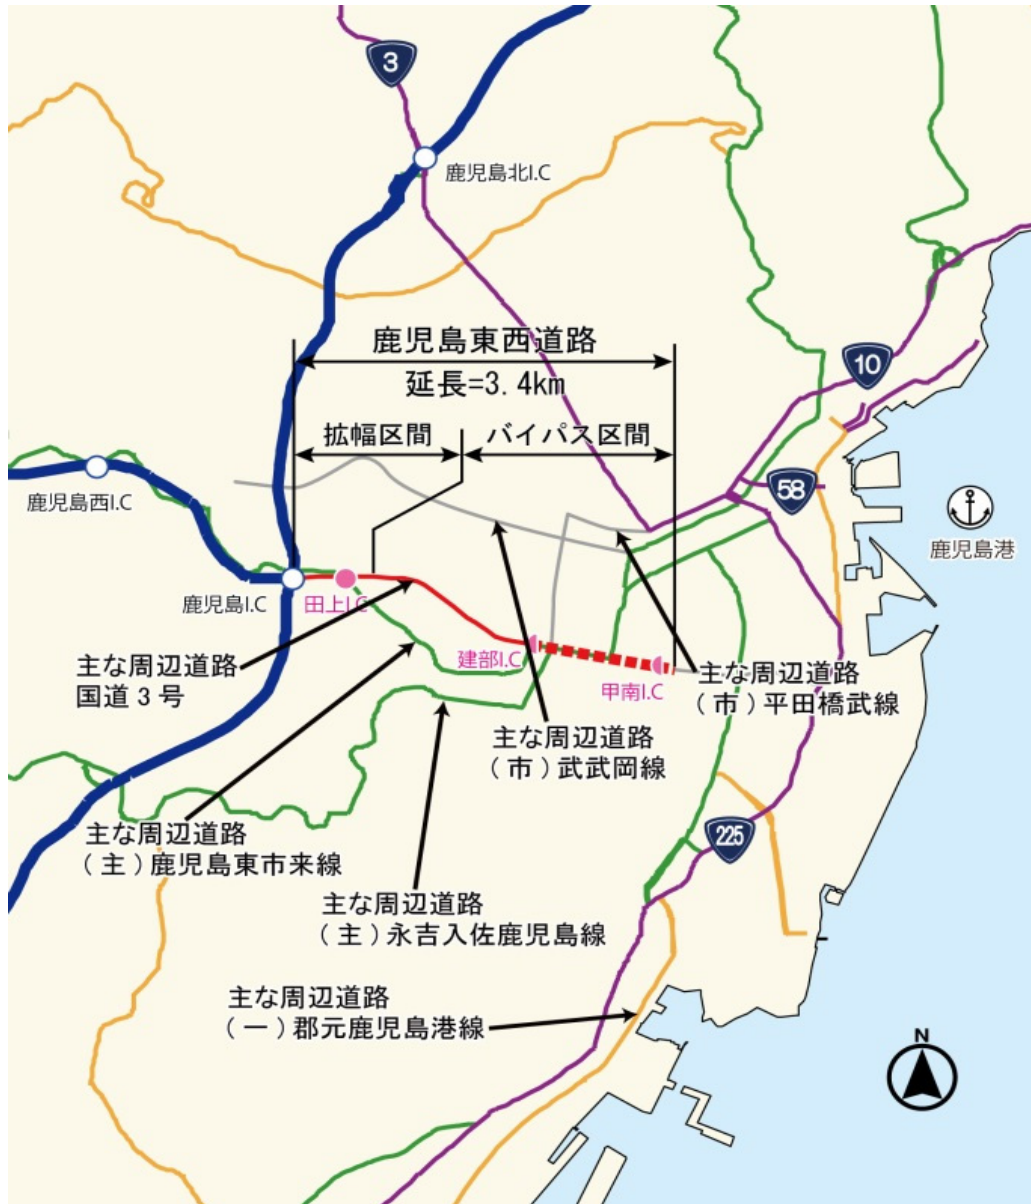 3
鹿児島北I.C
鹿児島東西道路
延長=3.4km
10
拡幅区間
バイパス区間
鹿児島西I.C
58
鹿児島港
鹿児島I.C
田上I.C
主な周辺道路
国道3号
建部I.C
甲南I.C
主な周辺道路
(市)平田橋武線
主な周辺道路
(市)武武岡線
主な周辺道路
(主)鹿児島東市来線
225
主な周辺道路
(主)永吉入佐鹿児島線
主な周辺道路
(一)郡元鹿児島港線
N